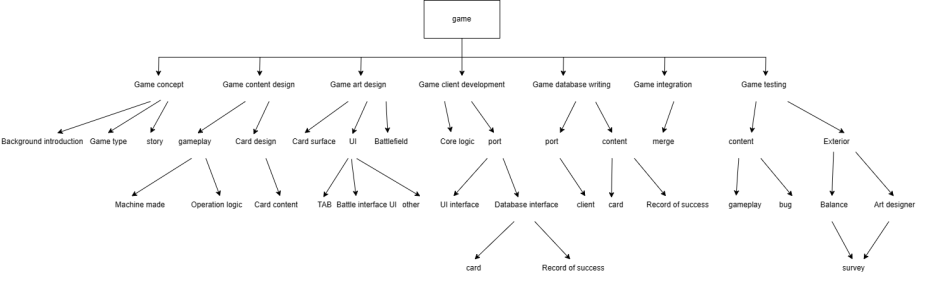 game
Game concept
Game content design
Game art design
Game client development
Game database writing
Game integration
Game testing
Background introduction
Game type
story
gameplay
Card design
Card surface
UI
Battlefield
Core logic
port
port
content
merge
content
Exterior
Machine made
Operation logic
Card content
TAB
Battle interface UI
other
UI interface
Database interface
client
card
Record of success
gameplay
bug
Balance
Art designer
card
Record of success
survey